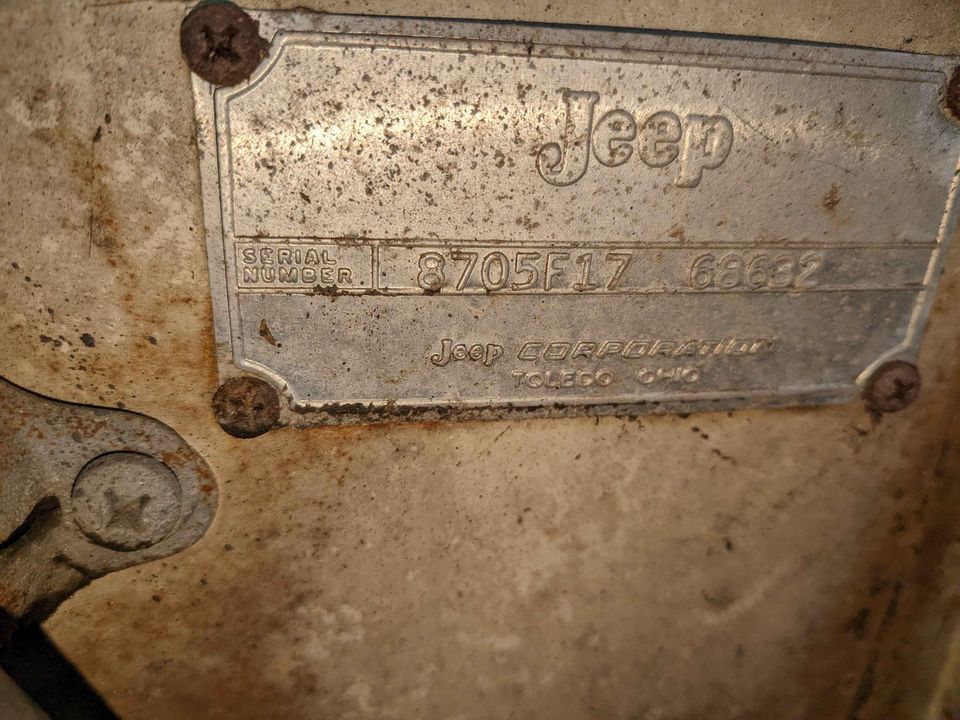 Jeep
SERIAL NUMBER 8705F17 68632
Jeep CORPORATION
TOLEDO OHIO